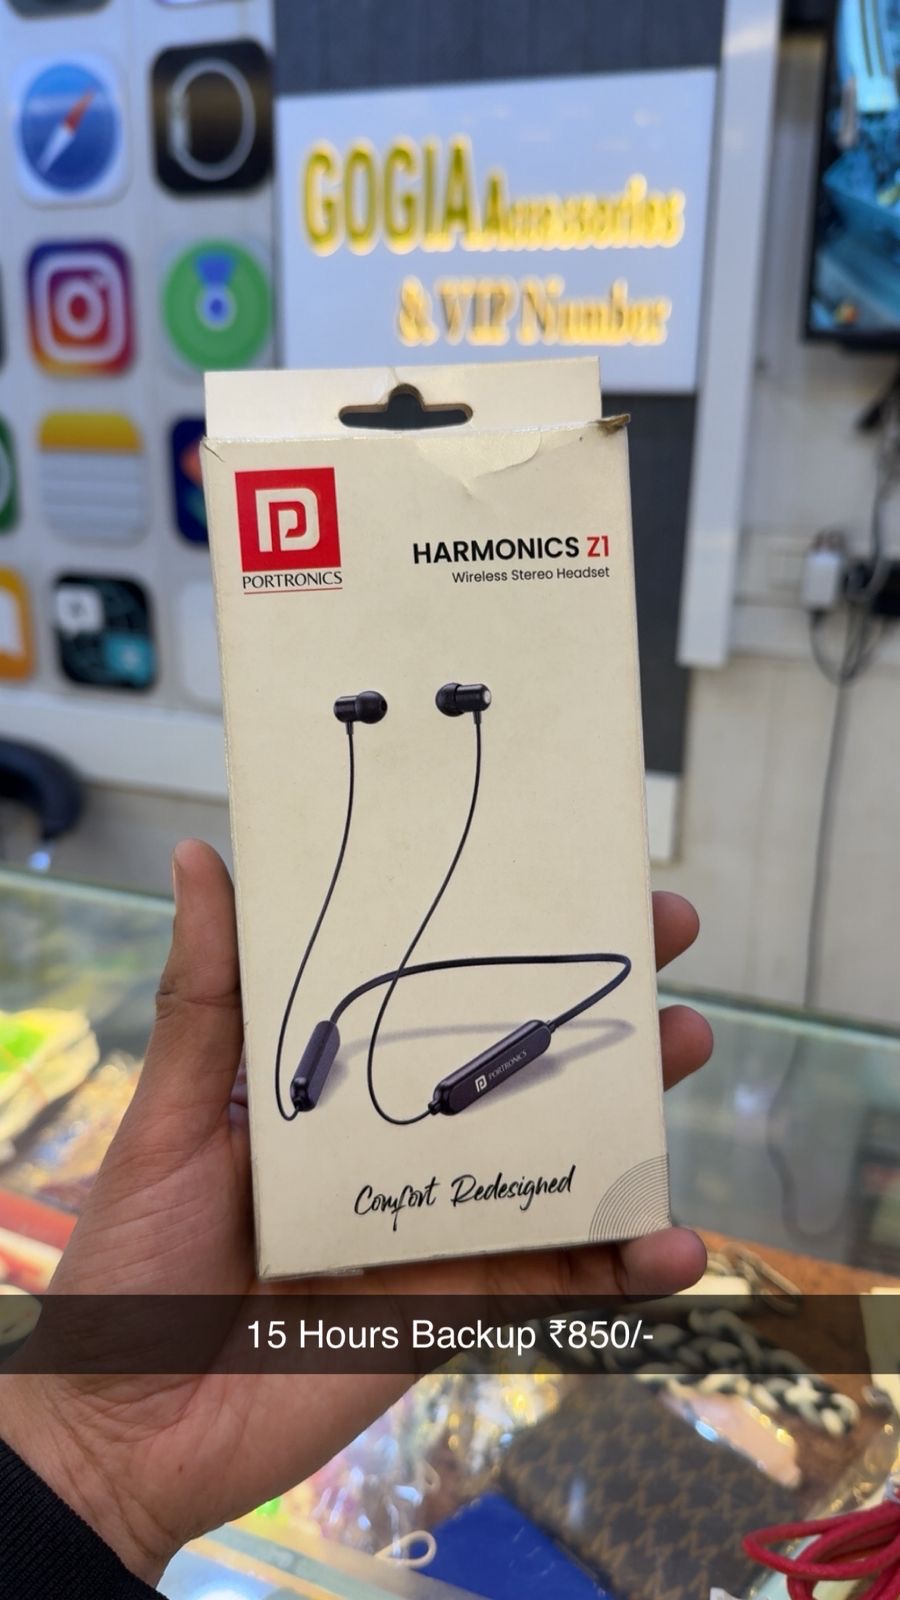 GOGIA Accessories
& VIP Number
PORTRONICS
HARMONICS Z1
Wireless Stereo Headset
PORTRONICS
Comfort Redesigned
15 Hours Backup ₹850/-